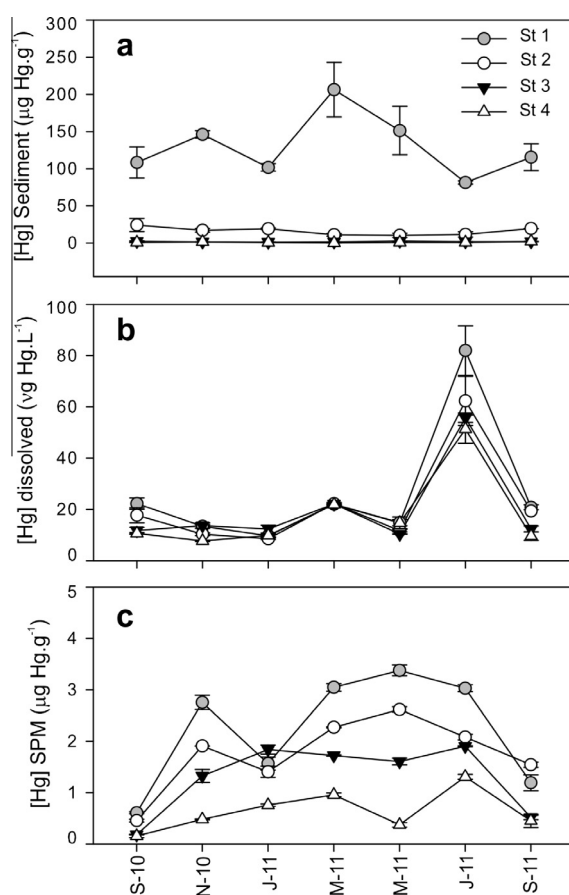 a
St 1
St 2
St 3
St 4
[Hg] Sediment (µg Hg.g⁻¹)
300
250
200
150
100
50
0
b
[Hg] dissolved (νg Hg.L⁻¹)
100
80
60
40
20
0
c
[Hg] SPM (µg Hg.g⁻¹)
5
4
3
2
1
0
S-10
N-10
J-11
M-11
M-11
J-11
S-11